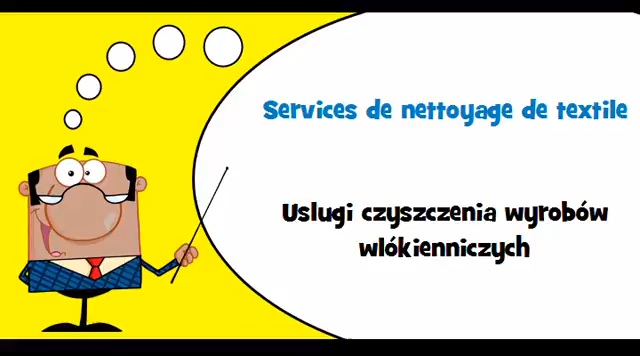 Services de nettoyage de textile
Uslugi czyszczenia wyrobów
wlókienniczych